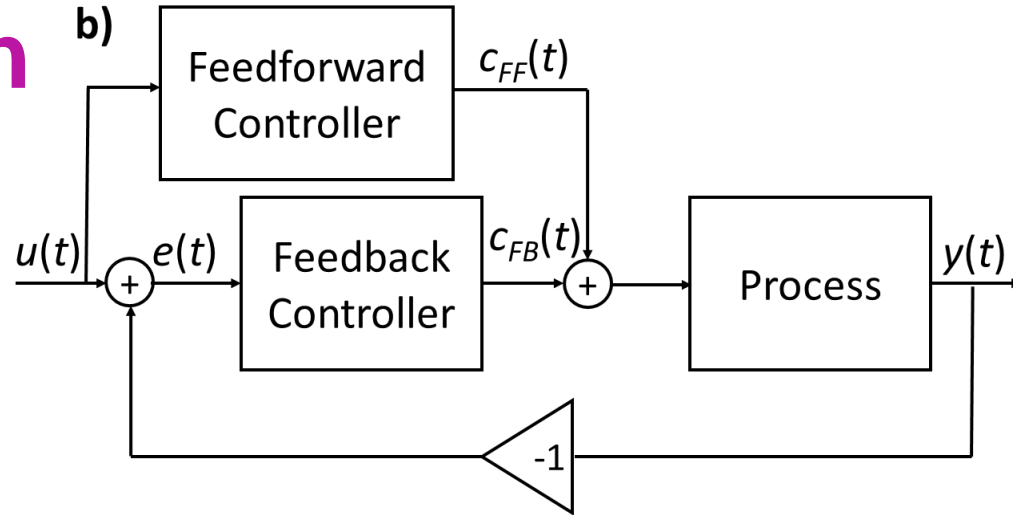 n
b)
Feedforward
Controller
c_FF(t)
u(t)
+
e(t)
Feedback
Controller
c_FB(t)
+
Process
y(t)
-1